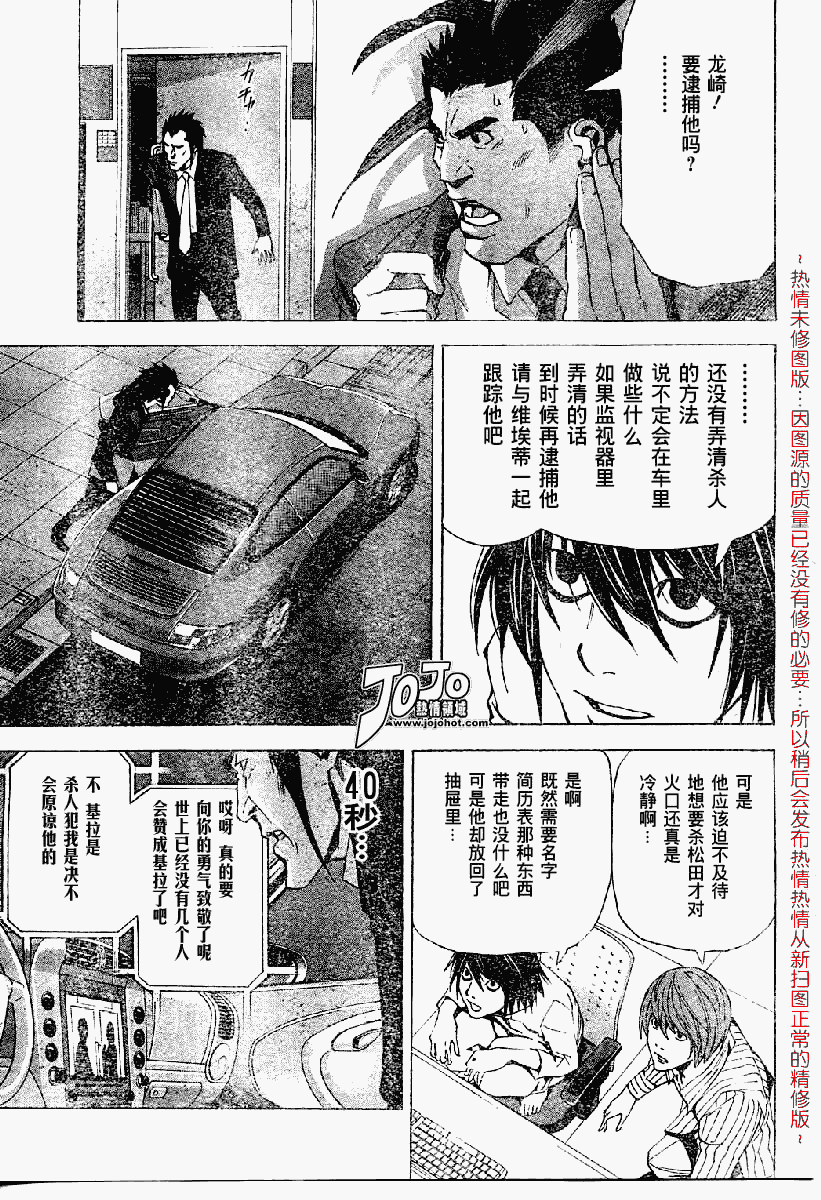 龙崎！
要逮捕他吗？
………
ガチャ…
………
还没有弄清杀人
的方法
说不定会在车里
做些什么
如果监视器里
弄清的话
到时候再逮捕他
请与维埃蒂一起
跟踪他吧
JOJO
热情领域
www.jojohot.com
可是
他应该迫不及待
地想要杀松田才对
火口还真是
冷静啊…
是啊
既然需要名字
简历表那种东西
带走也没什么吧
可是他却放回了
抽屉里…
40秒…
哎呀 真的要
向你的勇气致敬了呢
世上已经没有几个人
会赞成基拉了吧
不 基拉是
杀人犯我是决不
会原谅他的
~热情未修图版…因图源的质量已经没有修的必要…所以稍后会发布热情热情从新扫图正常的精修版~